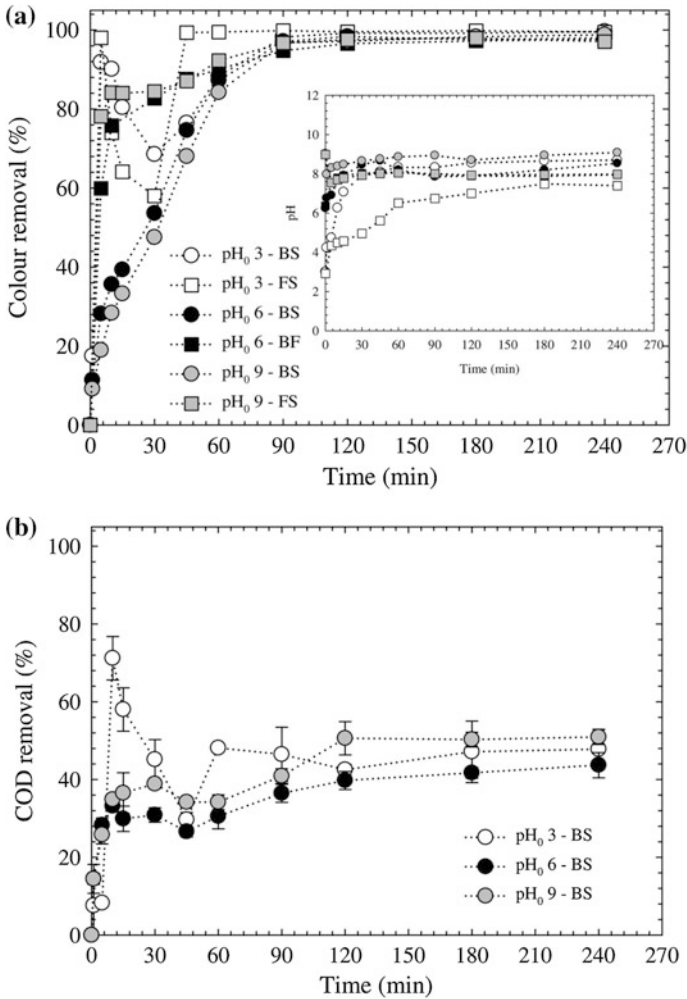 (a)
100
80
60
40
20
0
Colour removal (%)
pH0 3 - BS
pH0 3 - FS
pH0 6 - BS
pH0 6 - BF
pH0 9 - BS
pH0 9 - FS
12
10
8
6
4
2
0
pH
0 30 60 90 120 150 180 210 240 270
Time (min)
0 30 60 90 120 150 180 210 240 270
Time (min)
(b)
100
80
60
40
20
0
COD removal (%)
pH0 3 - BS
pH0 6 - BS
pH0 9 - BS
0 30 60 90 120 150 180 210 240 270
Time (min)